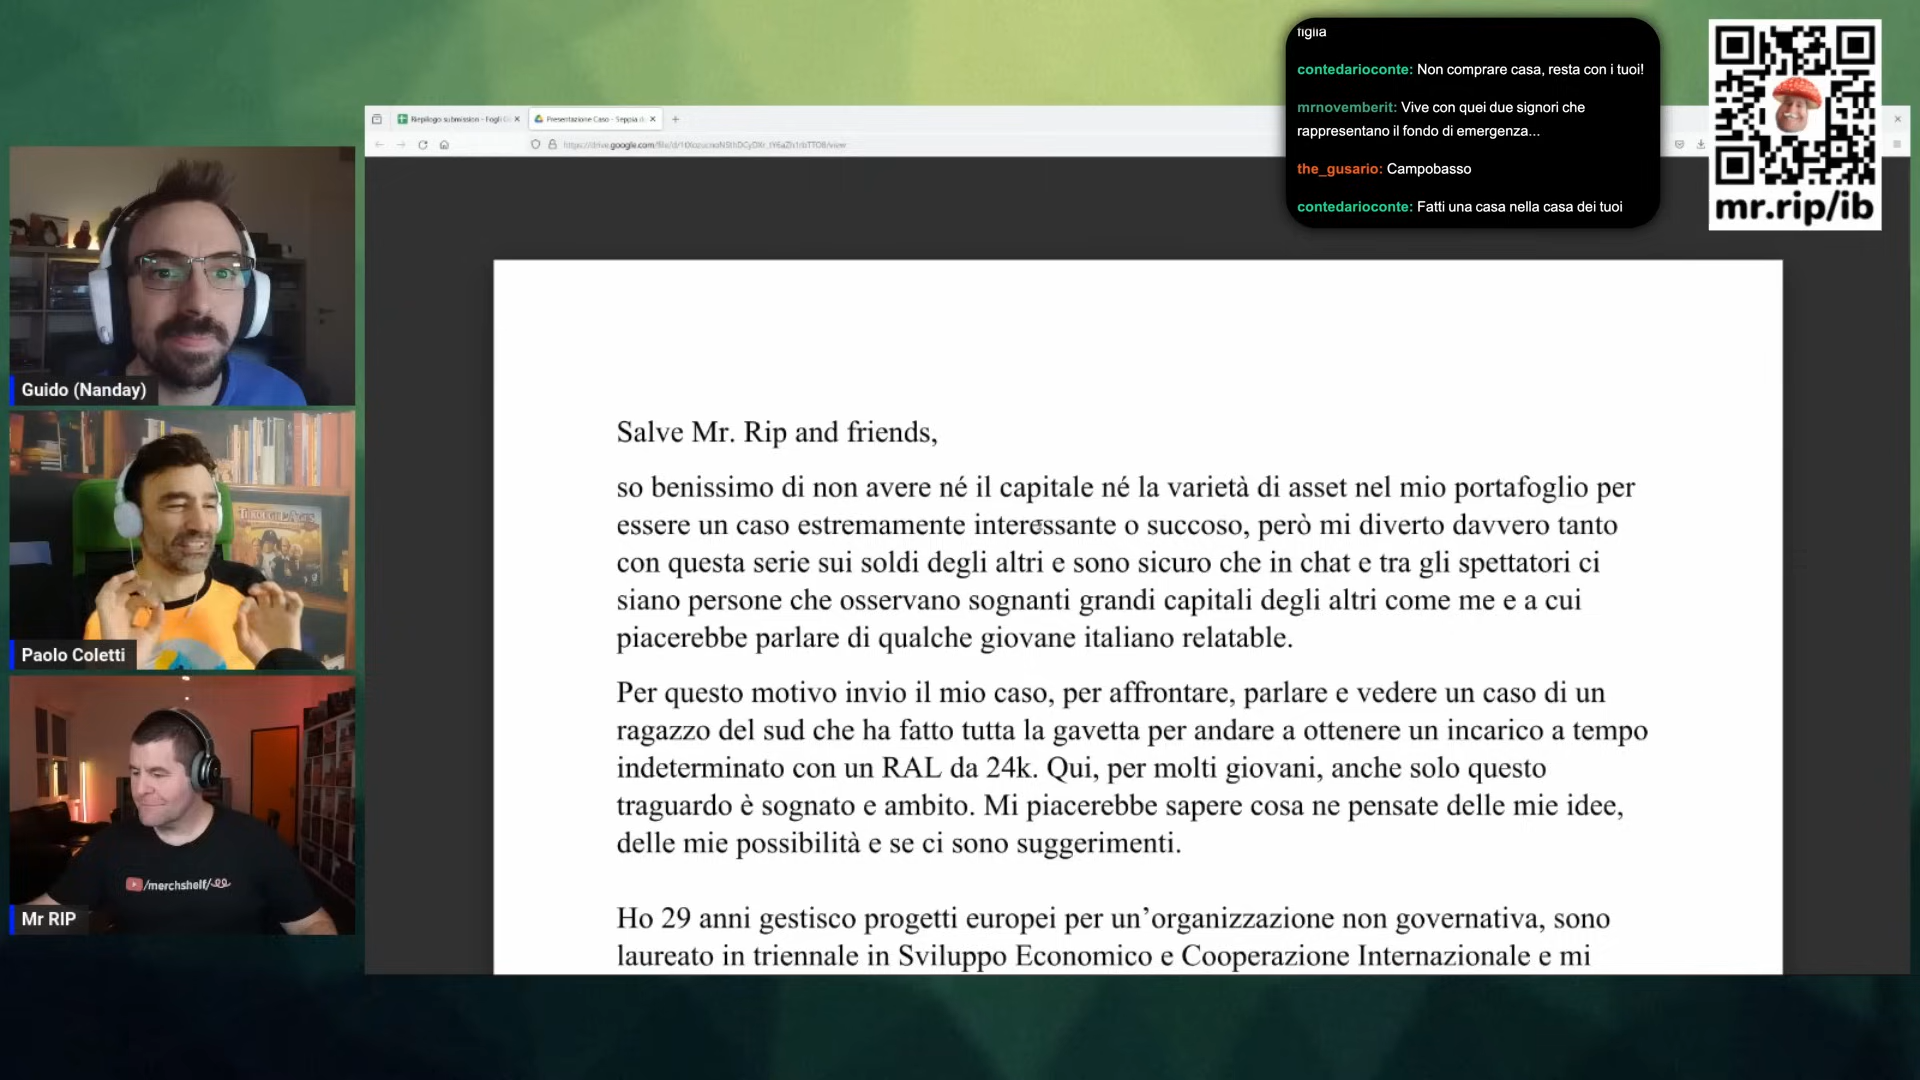 figlia
contedarioconte: Non comprare casa, resta con i tuoi!
mrnovemberit: Vive con quei due signori che
rappresentano il fondo di emergenza...
the_gusario: Campobasso
contedarioconte: Fatti una casa nella casa dei tuoi
mr.rip/ib
Riepilogo submission - Fogli
Presentazione Caso - Seppia
Guido (Nanday)
Paolo Coletti
/merchshelf/
Mr RIP
Salve Mr. Rip and friends,
so benissimo di non avere né il capitale né la varietà di asset nel mio portafoglio per
essere un caso estremamente interessante o succoso, però mi diverto davvero tanto
con questa serie sui soldi degli altri e sono sicuro che in chat e tra gli spettatori ci
siano persone che osservano sognanti grandi capitali degli altri come me e a cui
piacerebbe parlare di qualche giovane italiano relatable.
Per questo motivo invio il mio caso, per affrontare, parlare e vedere un caso di un
ragazzo del sud che ha fatto tutta la gavetta per andare a ottenere un incarico a tempo
indeterminato con un RAL da 24k. Qui, per molti giovani, anche solo questo
traguardo è sognato e ambito. Mi piacerebbe sapere cosa ne pensate delle mie idee,
delle mie possibilità e se ci sono suggerimenti.
Ho 29 anni gestisco progetti europei per un’organizzazione non governativa, sono
laureato in triennale in Sviluppo Economico e Cooperazione Internazionale e mi